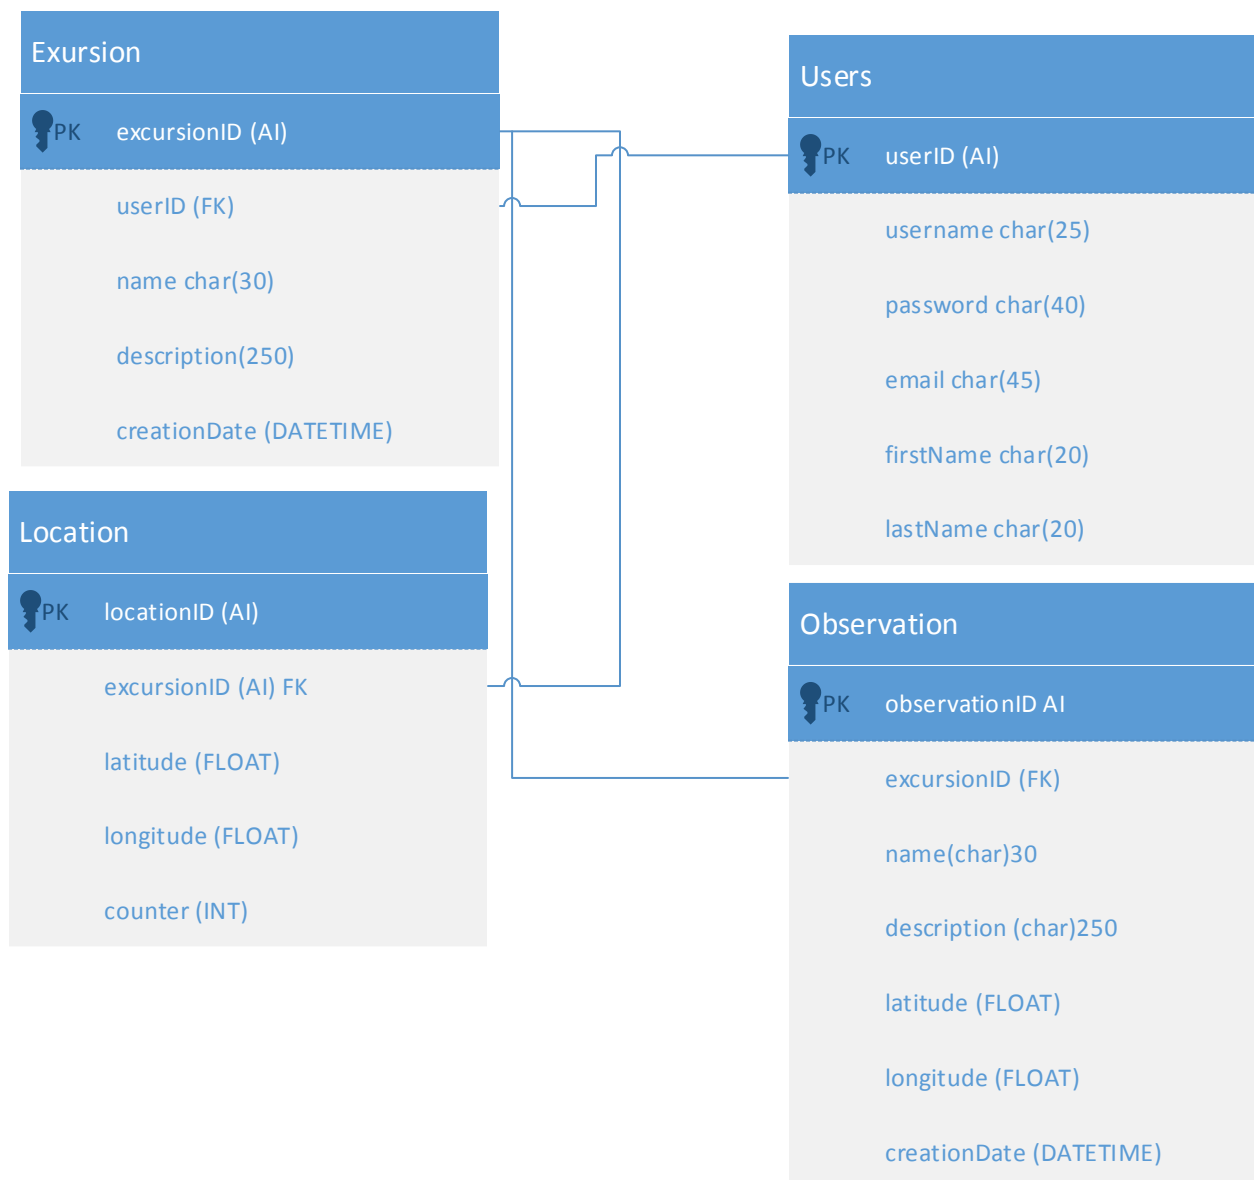 Exursion
PK excursionID (AI)
userID (FK)
name char(30)
description(250)
creationDate (DATETIME)
Users
PK userID (AI)
username char(25)
password char(40)
email char(45)
firstName char(20)
lastName char(20)
Location
PK locationID (AI)
excursionID (AI) FK
latitude (FLOAT)
longitude (FLOAT)
counter (INT)
Observation
PK observationID AI
excursionID (FK)
name(char)30
description (char)250
latitude (FLOAT)
longitude (FLOAT)
creationDate (DATETIME)